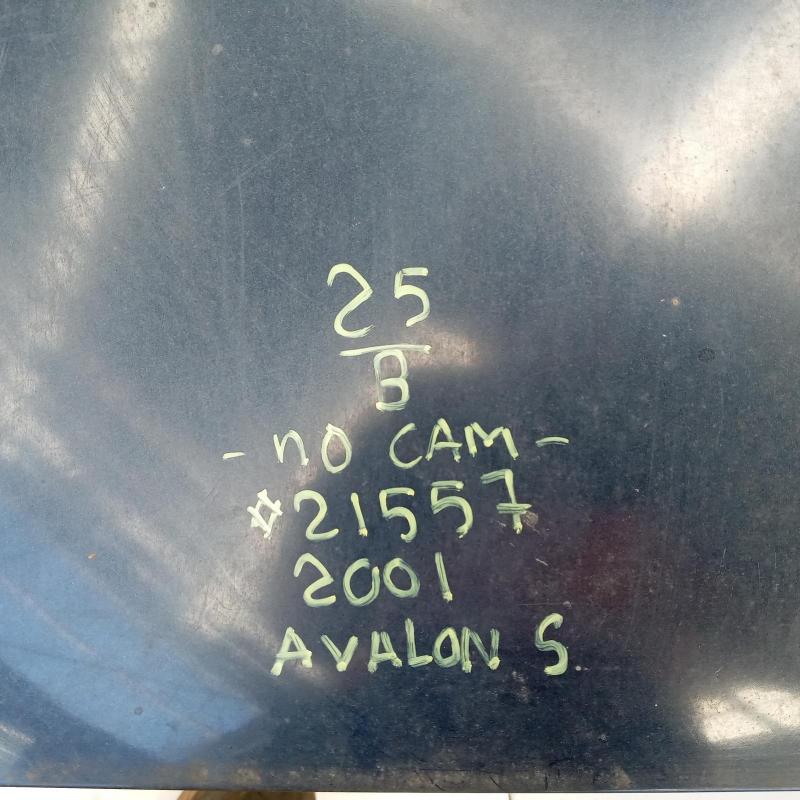 25
B
- NO CAM -
#21557
2001
AVALON S